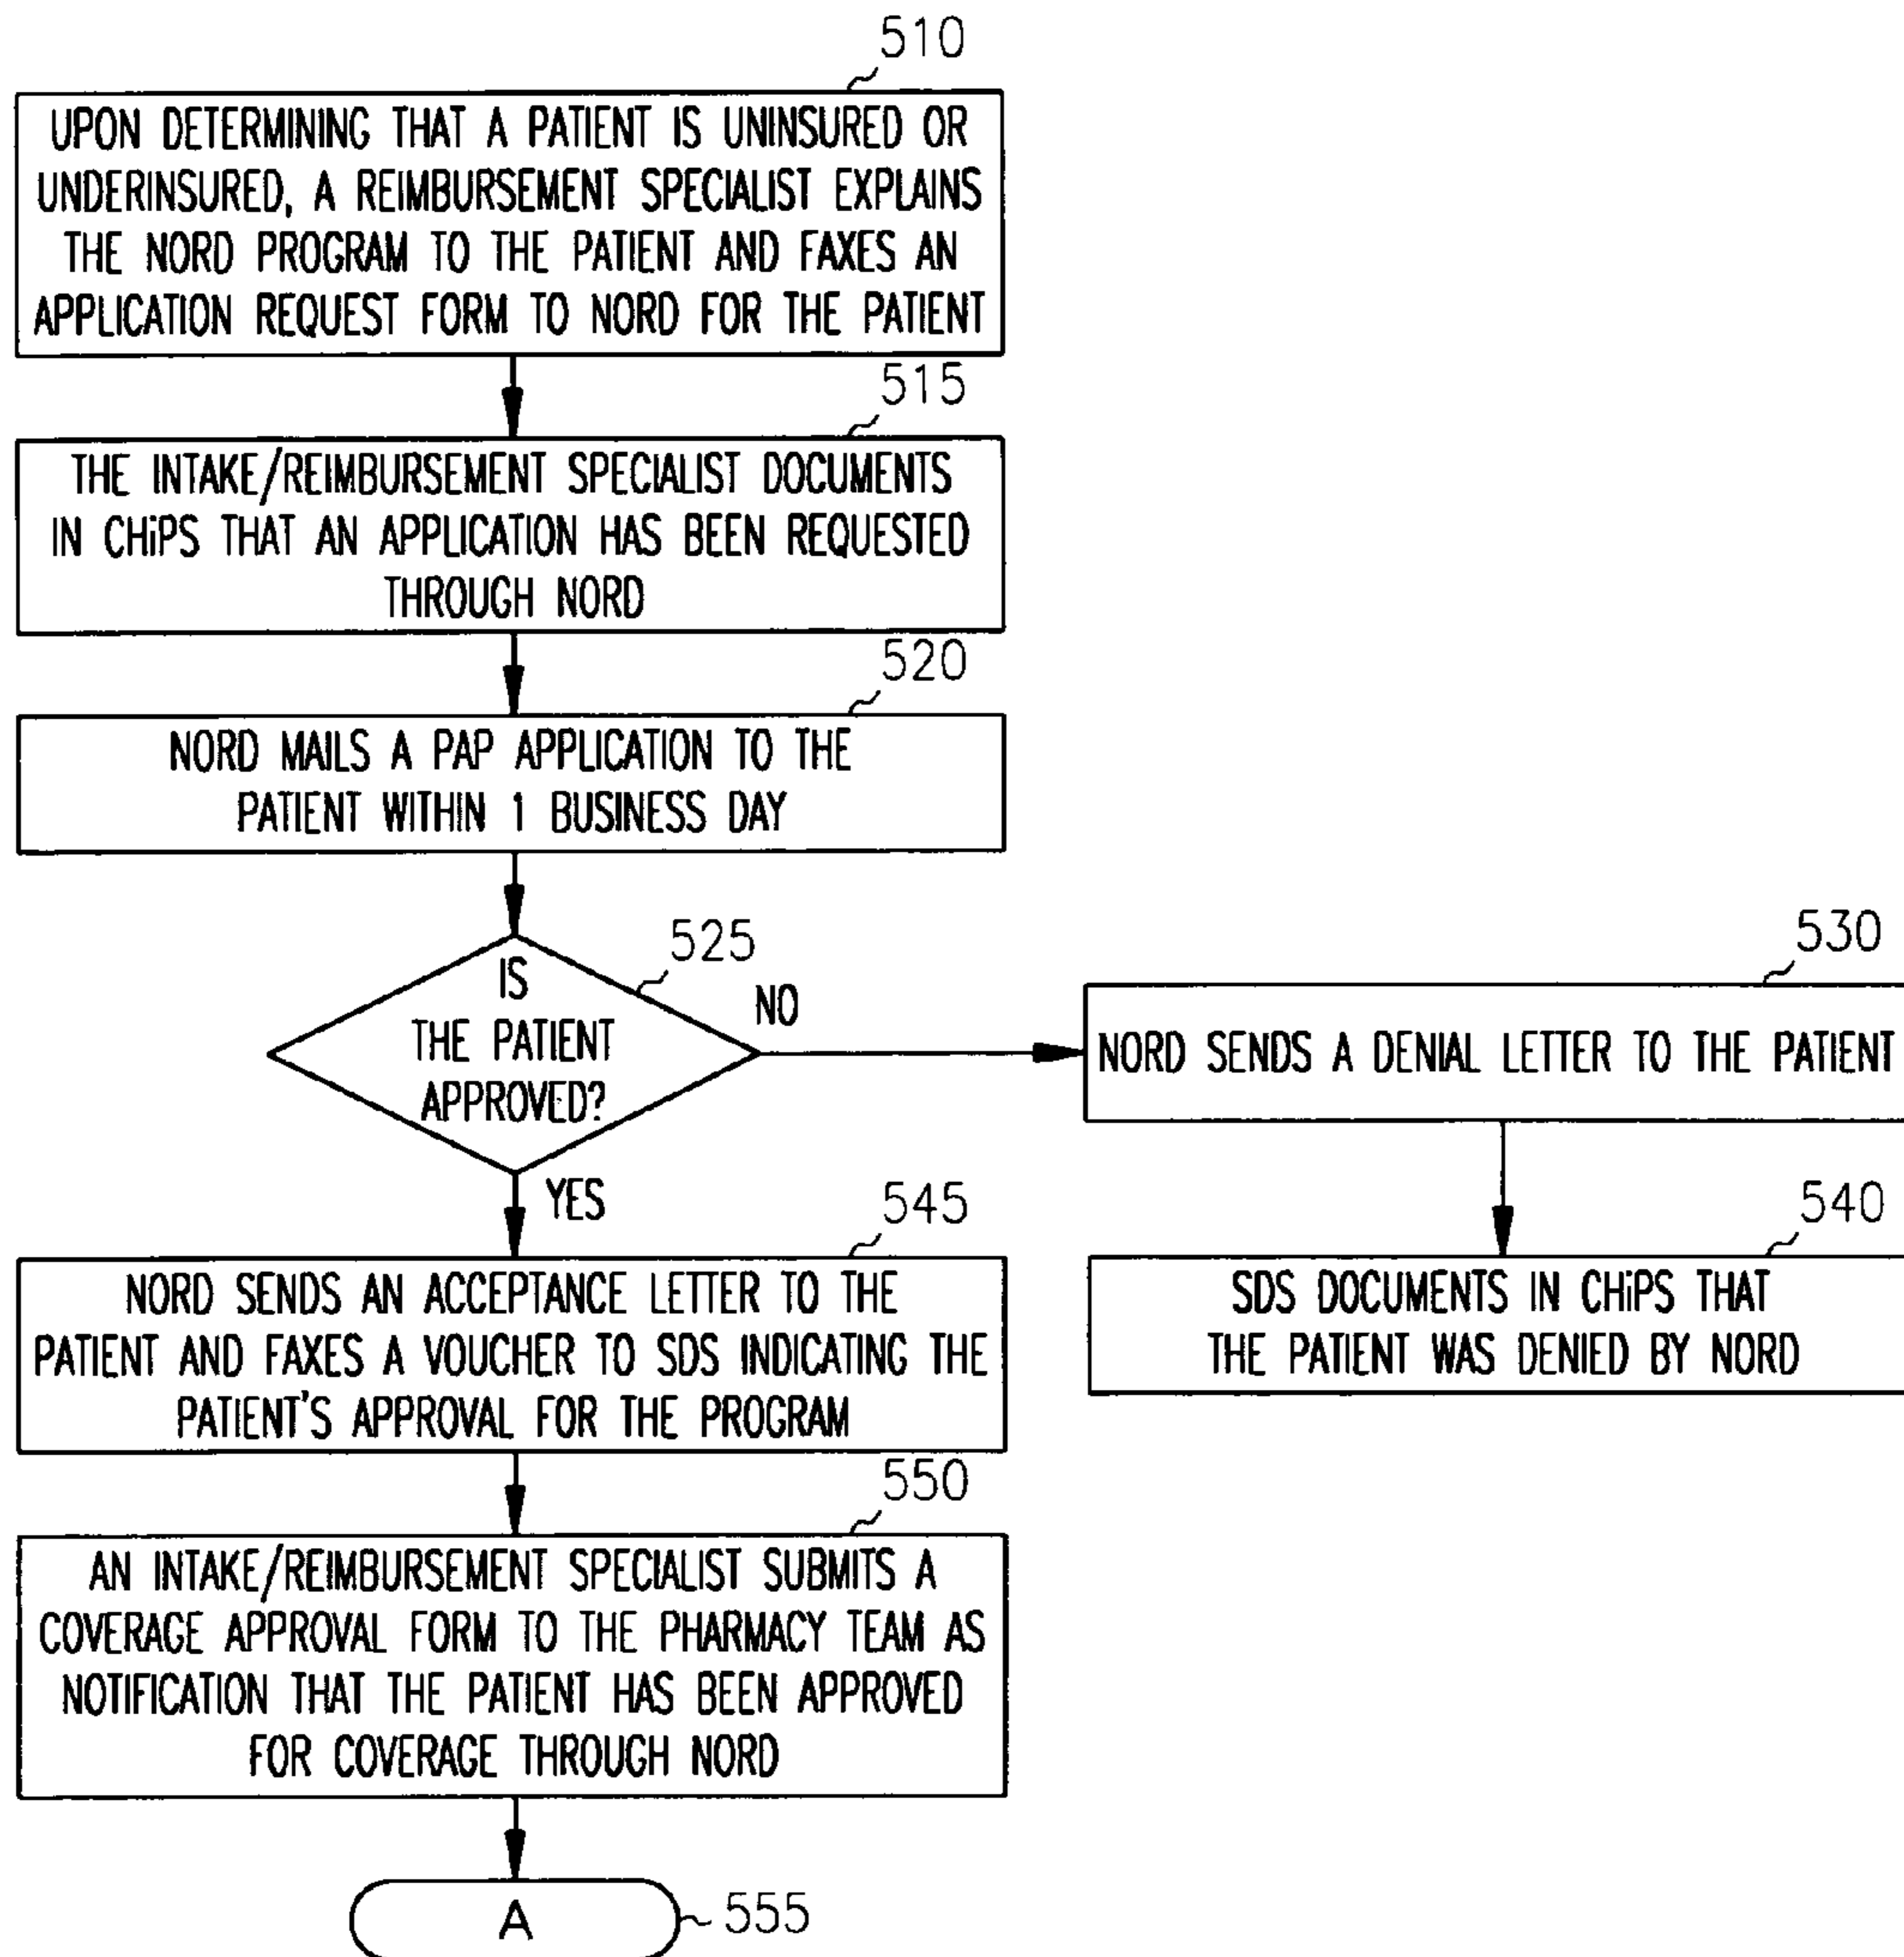 510
UPON DETERMINING THAT A PATIENT IS UNINSURED OR
UNDERINSURED, A REIMBURSEMENT SPECIALIST EXPLAINS
THE NORD PROGRAM TO THE PATIENT AND FAXES AN
APPLICATION REQUEST FORM TO NORD FOR THE PATIENT
515
THE INTAKE/REIMBURSEMENT SPECIALIST DOCUMENTS
IN CHiPS THAT AN APPLICATION HAS BEEN REQUESTED
THROUGH NORD
520
NORD MAILS A PAP APPLICATION TO THE
PATIENT WITHIN 1 BUSINESS DAY
525
IS
THE PATIENT
APPROVED?
NO
530
NORD SENDS A DENIAL LETTER TO THE PATIENT
540
SDS DOCUMENTS IN CHiPS THAT
THE PATIENT WAS DENIED BY NORD
YES
545
NORD SENDS AN ACCEPTANCE LETTER TO THE
PATIENT AND FAXES A VOUCHER TO SDS INDICATING THE
PATIENT'S APPROVAL FOR THE PROGRAM
550
AN INTAKE/REIMBURSEMENT SPECIALIST SUBMITS A
COVERAGE APPROVAL FORM TO THE PHARMACY TEAM AS
NOTIFICATION THAT THE PATIENT HAS BEEN APPROVED
FOR COVERAGE THROUGH NORD
A
555